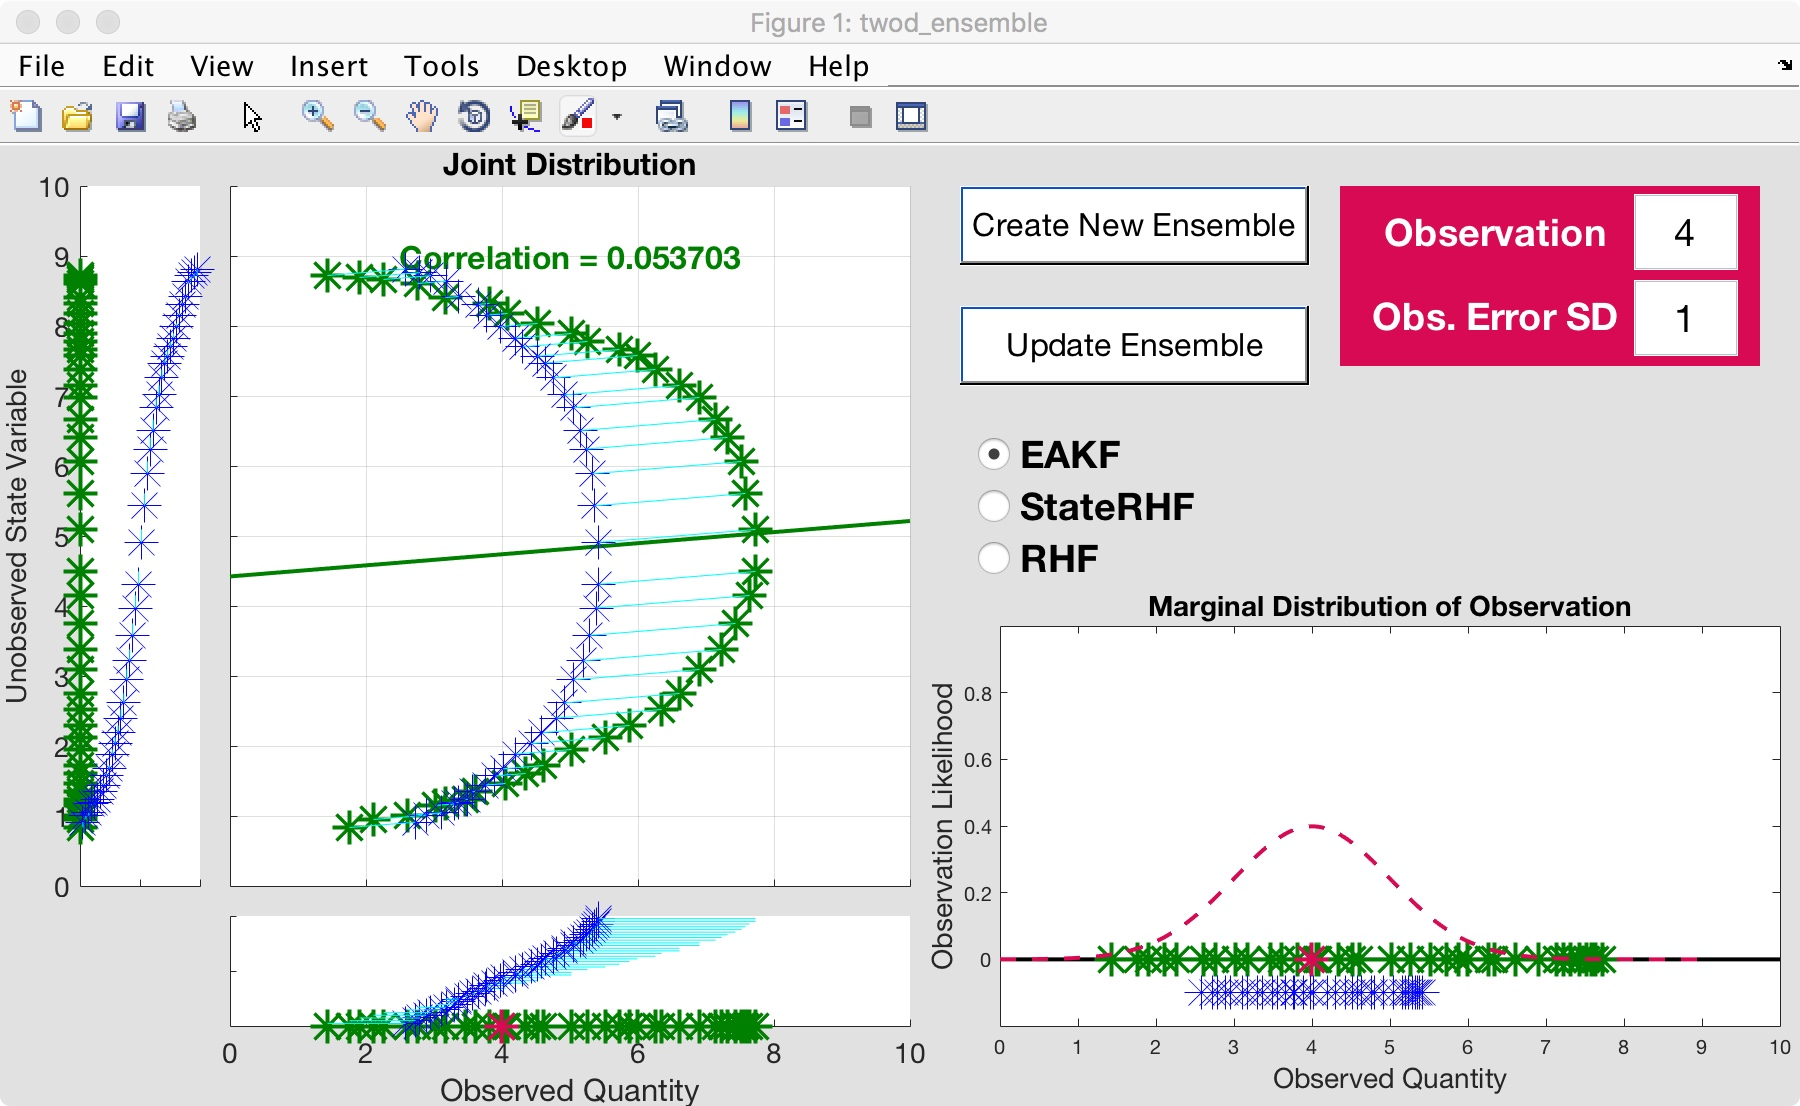 Figure 1: twod_ensemble
File Edit View Insert Tools Desktop Window Help
Joint Distribution
Correlation = 0.053703
Unobserved State Variable
10
9
8
7
6
5
4
3
2
1
0
0 2 4 6 8 10
Observed Quantity
Create New Ensemble
Update Ensemble
Observation 4
Obs. Error SD 1
EAKF
StateRHF
RHF
Marginal Distribution of Observation
Observation Likelihood
0.8
0.6
0.4
0.2
0
0 1 2 3 4 5 6 7 8 9 10
Observed Quantity